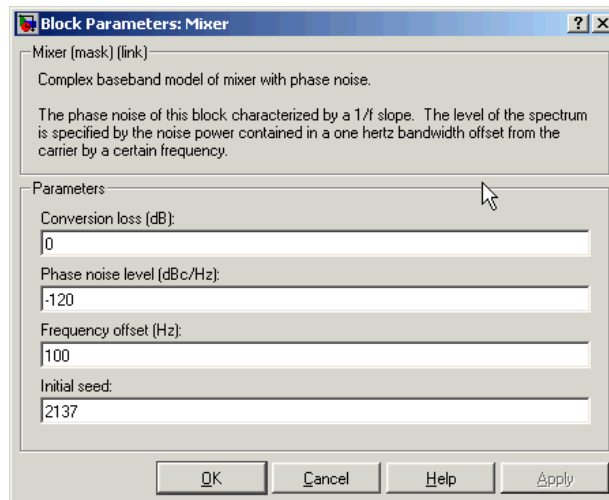 Block Parameters: Mixer
Mixer (mask) (link)
Complex baseband model of mixer with phase noise.
The phase noise of this block characterized by a 1/f slope. The level of the spectrum
is specified by the noise power contained in a one hertz bandwidth offset from the
carrier by a certain frequency.
Parameters
Conversion loss (dB):
0
Phase noise level (dBc/Hz):
-120
Frequency offset (Hz):
100
Initial seed:
2137
OK Cancel Help Apply